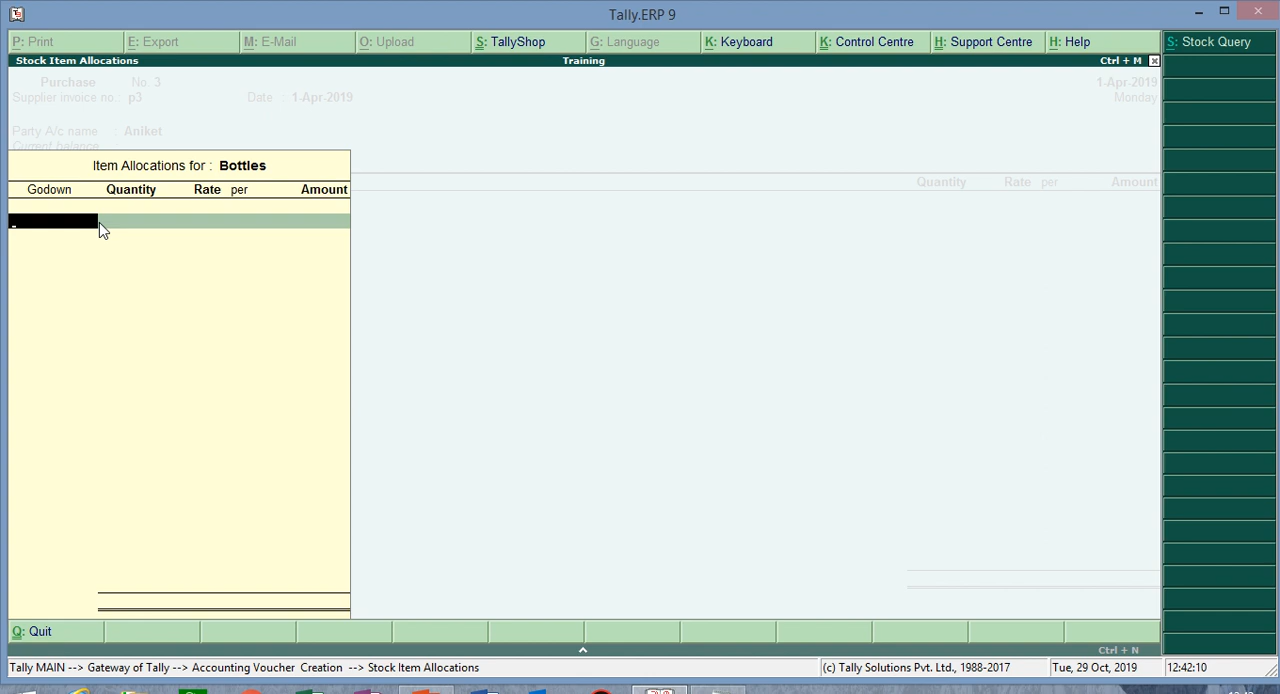 Tally.ERP 9
P: Print E: Export M: E-Mail O: Upload S: TallyShop G: Language K: Keyboard K: Control Centre H: Support Centre H: Help S: Stock Query
Stock Item Allocations Training Ctrl + M
Purchase No. 3 1-Apr-2019
Supplier invoice no.: p3 Date : 1-Apr-2019 Monday
Party A/c name : Aniket
Current balance :
Item Allocations for : Bottles
Godown Quantity Rate per Amount Quantity Rate per Amount
Q: Quit
Ctrl + N
Tally MAIN --> Gateway of Tally --> Accounting Voucher Creation --> Stock Item Allocations (c) Tally Solutions Pvt. Ltd., 1988-2017 Tue, 29 Oct, 2019 12:42:10